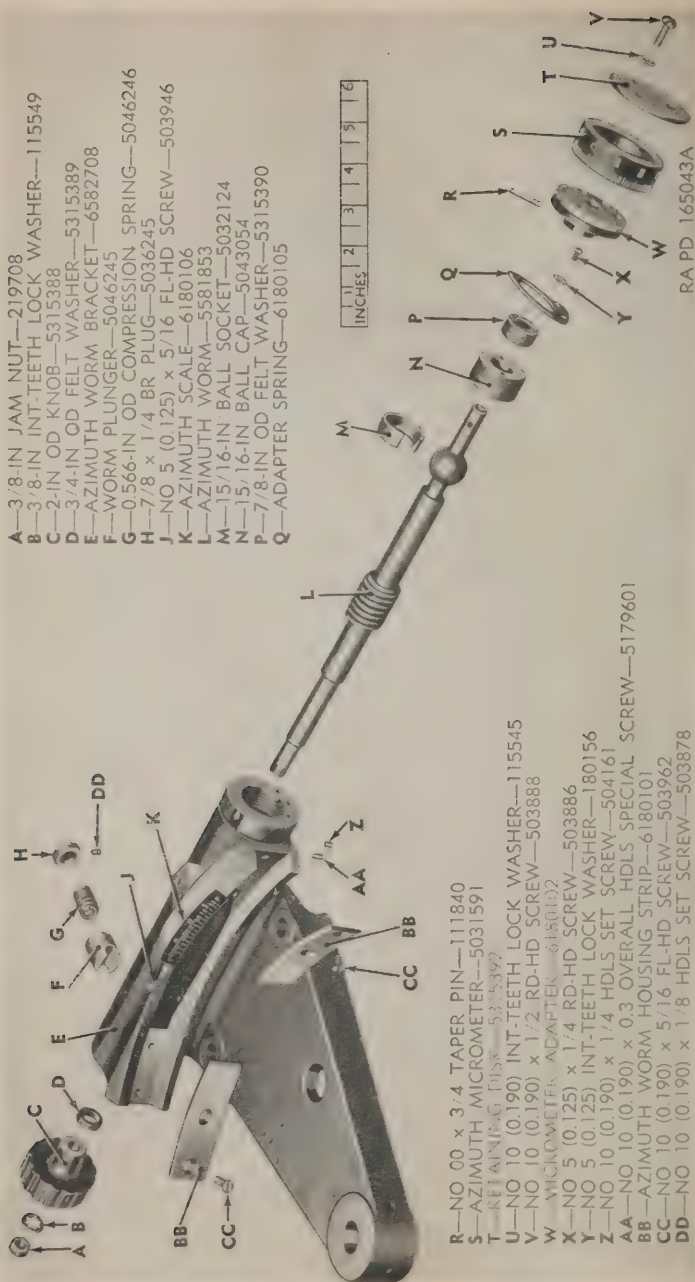 A—3/8-IN JAM NUT—219708
B—3/8-IN INT-TEETH LOCK WASHER—115549
C—2-IN OD KNOB—5315388
D—3/4-IN OD FELT WASHER—5315389
E—AZIMUTH WORM BRACKET—6582708
F—WORM PLUNGER—5046245
G—0.566-IN OD COMPRESSION SPRING—5046246
H—7/8 x 1/4 BR PLUG—5036245
J—NO 5 (0.125) x 5/16 FL-HD SCREW—503946
K—AZIMUTH SCALE—6180106
L—AZIMUTH WORM—5581853
M—15/16-IN BALL SOCKET—5032124
N—15/16-IN BALL CAP—5043054
P—7/8-IN OD FELT WASHER—5315390
Q—ADAPTER SPRING—6180105
INCHES 1 2 3 4 5 6
A
B
C
D
E
F
G
H
DD
J
K
L
M
N
P
Q
R
S
T
U
V
W
X
Y
Z
AA
BB
CC
BB
CC
R—NO 00 x 3/4 TAPER PIN—111840
S—AZIMUTH MICROMETER—5031591
T—RETAINING DISK
U—NO 10 (0.190) INT-TEETH LOCK WASHER—115545
V—NO 10 (0.190) x 1/2 RD-HD SCREW—503888
W—MICROMETER ADAPTER—6180102
X—NO 5 (0.125) x 1/4 RD-HD SCREW—503886
Y—NO 5 (0.125) INT-TEETH LOCK WASHER—180156
Z—NO 10 (0.190) x 1/4 HDLS SET SCREW—504161
AA—NO 10 (0.190) x 0.3 OVERALL HDLS SPECIAL SCREW—5179601
BB—AZIMUTH WORM HOUSING STRIP—6180101
CC—NO 10 (0.190) x 5/16 FL-HD SCREW—503962
DD—NO 10 (0.190) x 1/8 HDLS SET SCREW—503878
RA PD 165043A